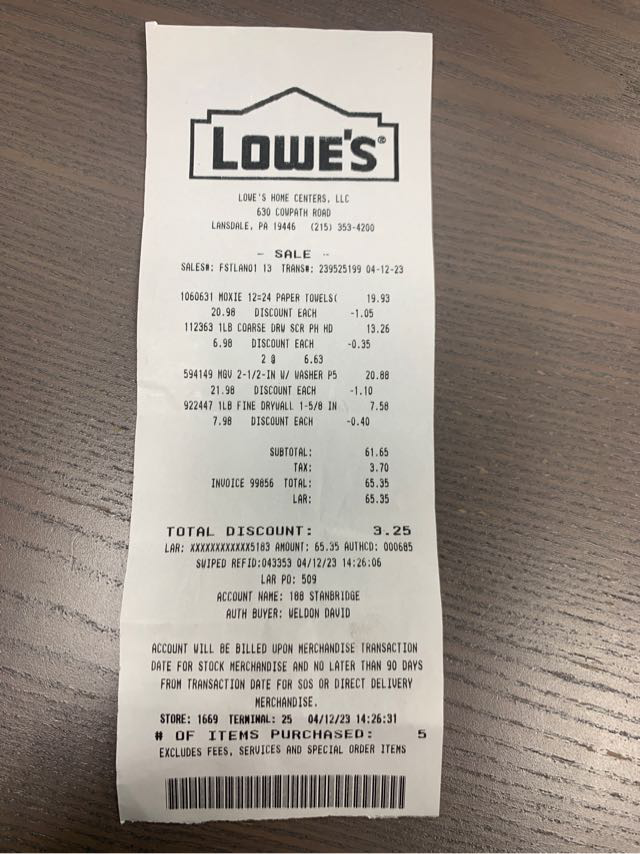 LOWE'S®
LOWE'S HOME CENTERS, LLC
630 COWPATH ROAD
LANSDALE, PA 19446 (215) 353-4200
- SALE -
SALES#: FSTLAN01 13 TRANS#: 239525199 04-12-23
1060631 MOXIE 12=24 PAPER TOWELS( 19.93
20.98 DISCOUNT EACH -1.05
112363 1LB COARSE DRW SCR PH HD 13.26
6.98 DISCOUNT EACH -0.35
2 @ 6.63
594149 MGV 2-1/2-IN W/ WASHER P5 20.88
21.98 DISCOUNT EACH -1.10
922447 1LB FINE DRYWALL 1-5/8 IN 7.58
7.98 DISCOUNT EACH -0.40
SUBTOTAL: 61.65
TAX: 3.70
INVOICE 99856 TOTAL: 65.35
LAR: 65.35
TOTAL DISCOUNT: 3.25
LAR: XXXXXXXXXXXX5183 AMOUNT: 65.35 AUTHCD: 000685
SWIPED REFID:043353 04/12/23 14:26:06
LAR PO: 509
ACCOUNT NAME: 188 STANBRIDGE
AUTH BUYER: WELDON DAVID
ACCOUNT WILL BE BILLED UPON MERCHANDISE TRANSACTION
DATE FOR STOCK MERCHANDISE AND NO LATER THAN 90 DAYS
FROM TRANSACTION DATE FOR SOS OR DIRECT DELIVERY
MERCHANDISE.
STORE: 1669 TERMINAL: 25 04/12/23 14:26:31
# OF ITEMS PURCHASED: 5
EXCLUDES FEES, SERVICES AND SPECIAL ORDER ITEMS